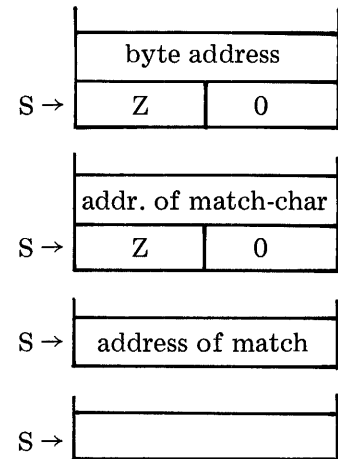 byte address
S → Z 0
addr. of match-char
S → Z 0
S → address of match
S →